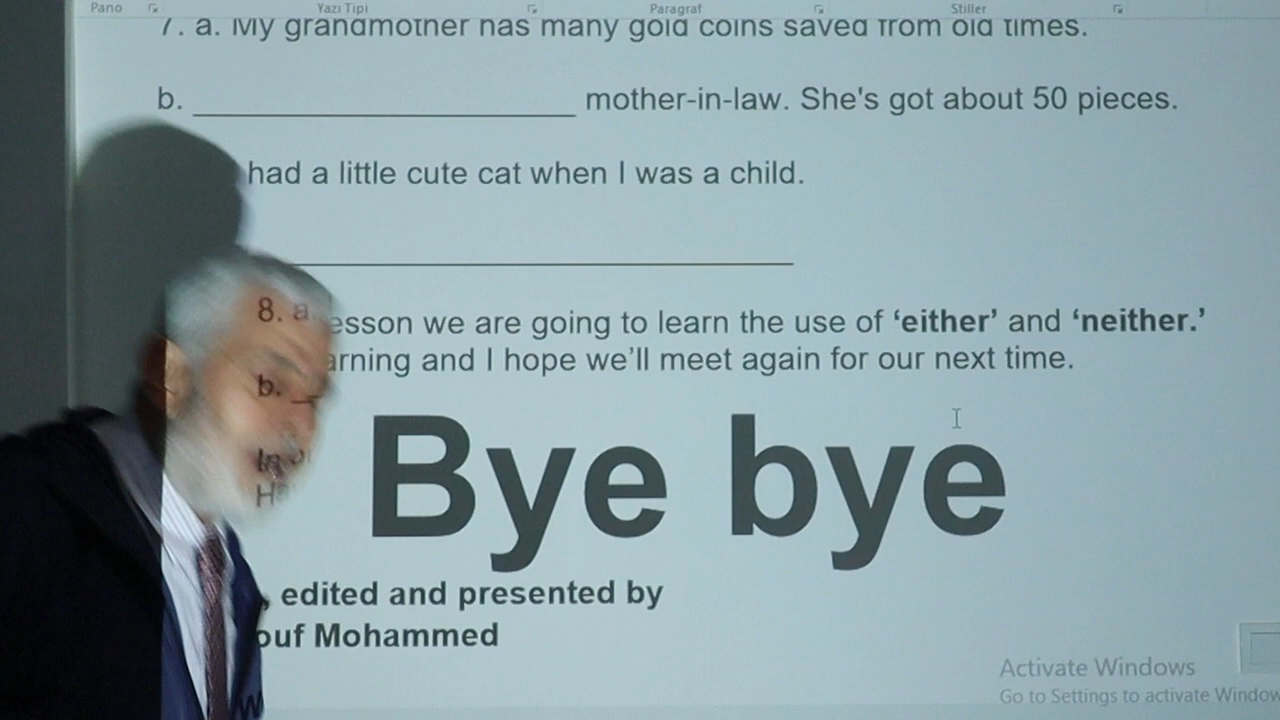 Pano Yazı Tipi Paragraf Stiller
7. a. My grandmother has many gold coins saved from old times.
b. ______________________ mother-in-law. She's got about 50 pieces.
8. a. had a little cute cat when I was a child.
b. ______________________
In esson we are going to learn the use of ‘either’ and ‘neither.’
arning and I hope we’ll meet again for our next time.
Bye bye
, edited and presented by
ouf Mohammed
Activate Windows
Go to Settings to activate Window